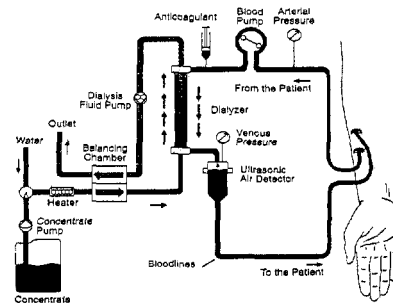 Anticoagulant
Blood
Pump
Arterial
Pressure
From the Patient
Dialysis
Fluid Pump
Dialyzer
Outlet
Water
Balancing
Chamber
Venous
Pressure
Ultrasonic
Air Detector
Heater
Concentrate
Pump
Bloodlines
To the Patient
Concentrate